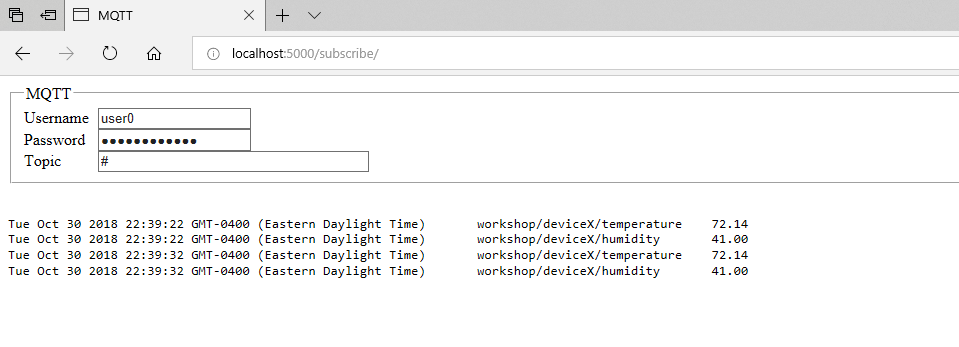 MQTT
localhost:5000/subscribe/
MQTT
Username user0
Password ••••••••••••
Topic #
Tue Oct 30 2018 22:39:22 GMT-0400 (Eastern Daylight Time) workshop/deviceX/temperature 72.14
Tue Oct 30 2018 22:39:22 GMT-0400 (Eastern Daylight Time) workshop/deviceX/humidity 41.00
Tue Oct 30 2018 22:39:32 GMT-0400 (Eastern Daylight Time) workshop/deviceX/temperature 72.14
Tue Oct 30 2018 22:39:32 GMT-0400 (Eastern Daylight Time) workshop/deviceX/humidity 41.00